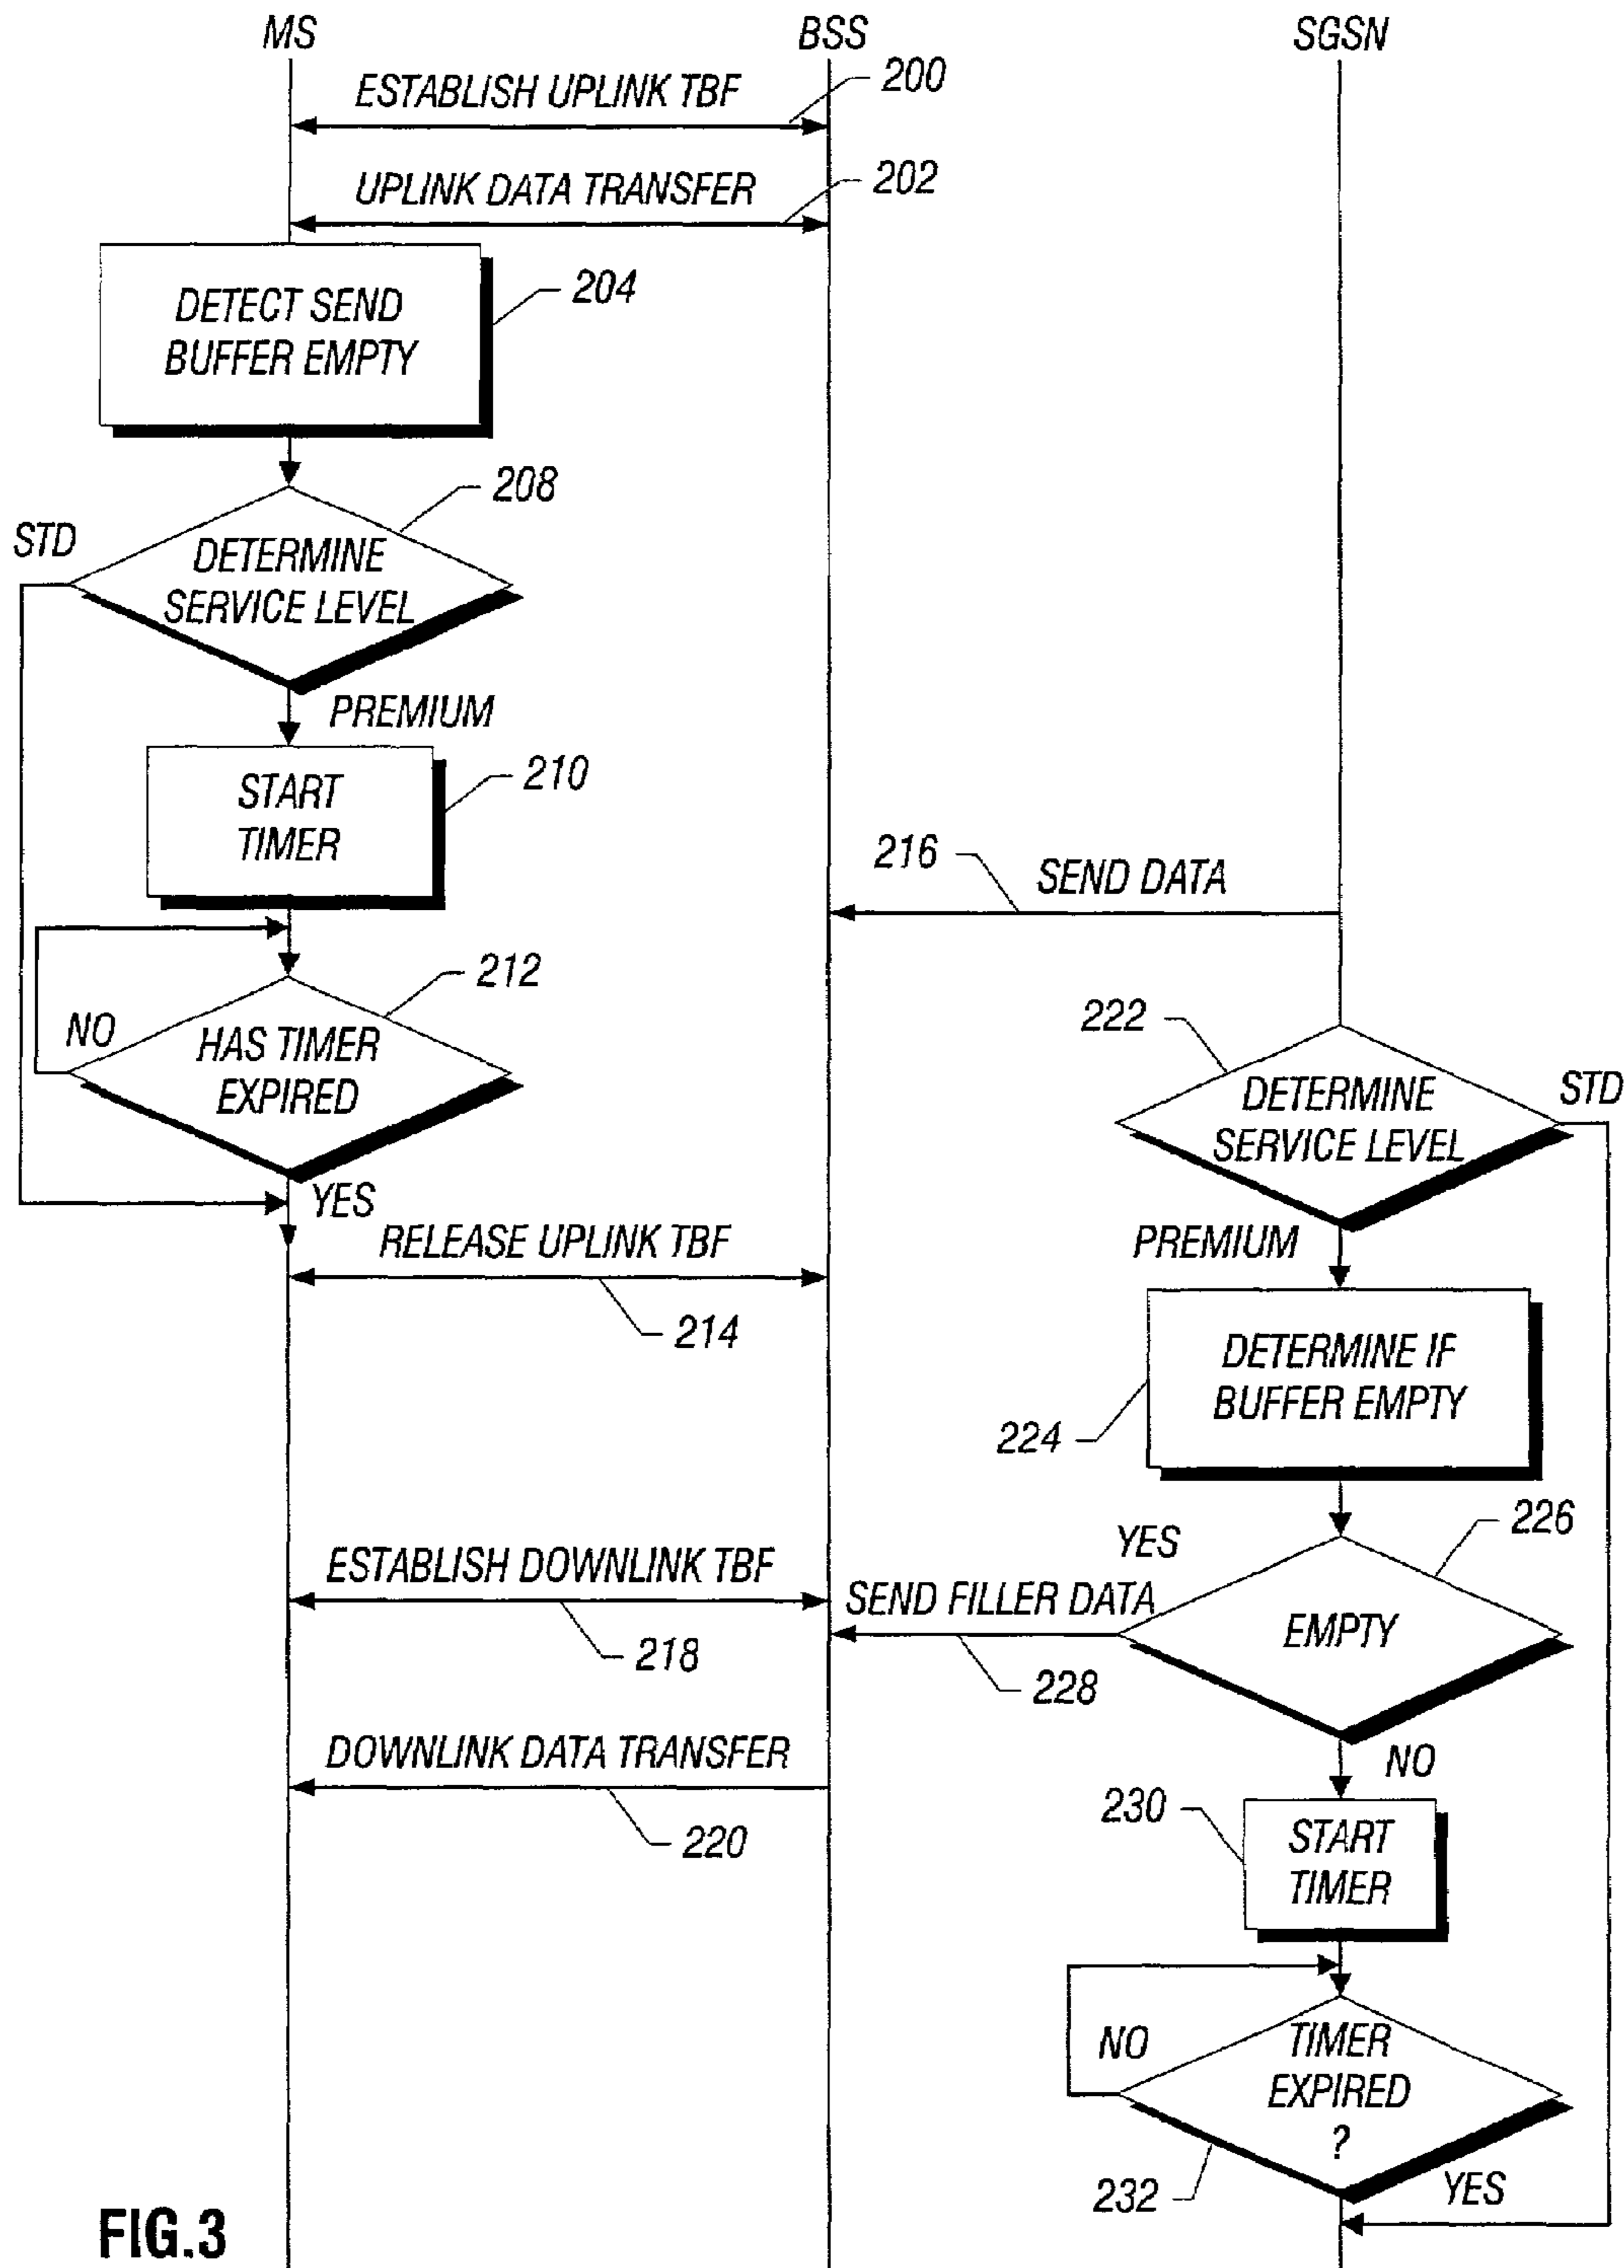 MS
BSS
SGSN
ESTABLISH UPLINK TBF
200
UPLINK DATA TRANSFER
202
DETECT SEND
BUFFER EMPTY
204
208
STD
DETERMINE
SERVICE LEVEL
PREMIUM
START
TIMER
210
216
SEND DATA
212
NO
HAS TIMER
EXPIRED
YES
222
DETERMINE
SERVICE LEVEL
STD
RELEASE UPLINK TBF
214
PREMIUM
DETERMINE IF
BUFFER EMPTY
224
226
YES
ESTABLISH DOWNLINK TBF
218
SEND FILLER DATA
228
EMPTY
NO
DOWNLINK DATA TRANSFER
220
230
START
TIMER
NO
TIMER
EXPIRED
?
232
YES
FIG.3